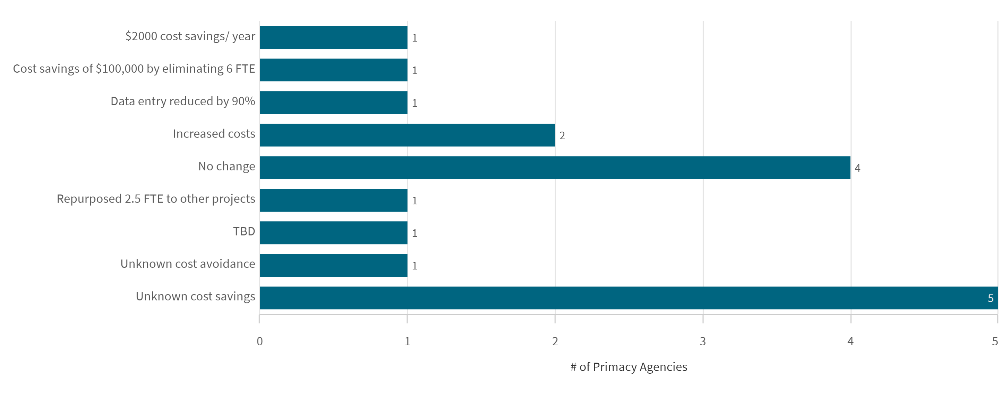 $2000 cost savings/ year 1
Cost savings of $100,000 by eliminating 6 FTE 1
Data entry reduced by 90% 1
Increased costs 2
No change 4
Repurposed 2.5 FTE to other projects 1
TBD 1
Unknown cost avoidance 1
Unknown cost savings 5
0 1 2 3 4 5
# of Primacy Agencies